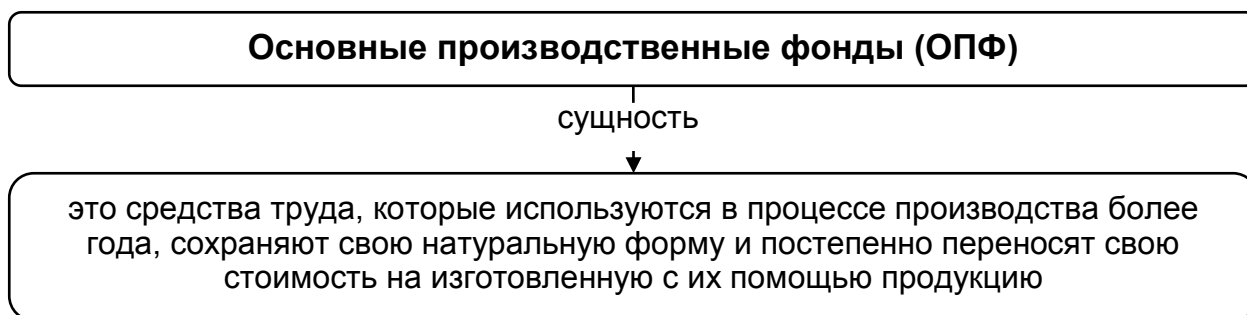 Основные производственные фонды (ОПФ)
сущность
это средства труда, которые используются в процессе производства более
года, сохраняют свою натуральную форму и постепенно переносят свою
стоимость на изготовленную с их помощью продукцию